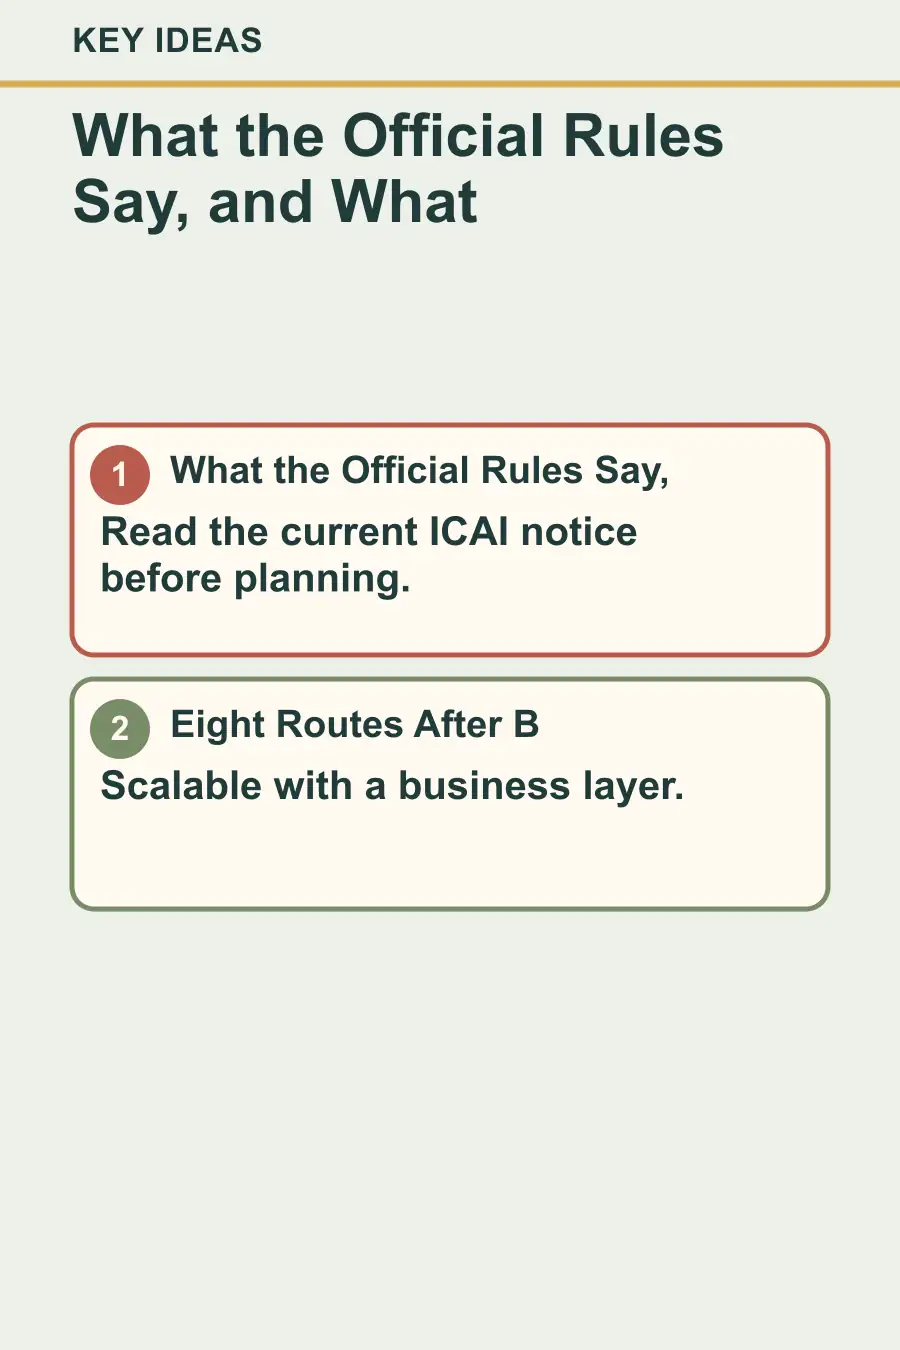 KEY IDEAS
What the Official Rules
Say, and What
1 What the Official Rules Say,
Read the current ICAI notice
before planning.
2 Eight Routes After B
Scalable with a business layer.